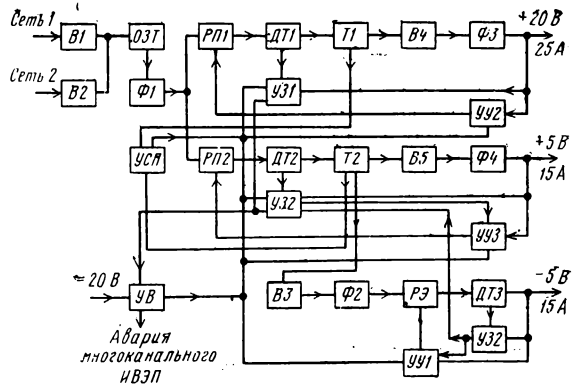 Сеть 1
В1
ОЗТ
РП1
ДТ1
Т1
В4
Ф3
+20 В
25 А
Сеть 2
В2
Ф1
УЗ1
УУ2
УСП
РП2
ДТ2
Т2
В5
Ф4
+5 В
15 А
УЗ2
УУ3
=20 В
УВ
В3
Ф2
РЭ
ДТ3
-5 В
15 А
УЗ2
УУ1
Авария
многоканального
ИВЭП